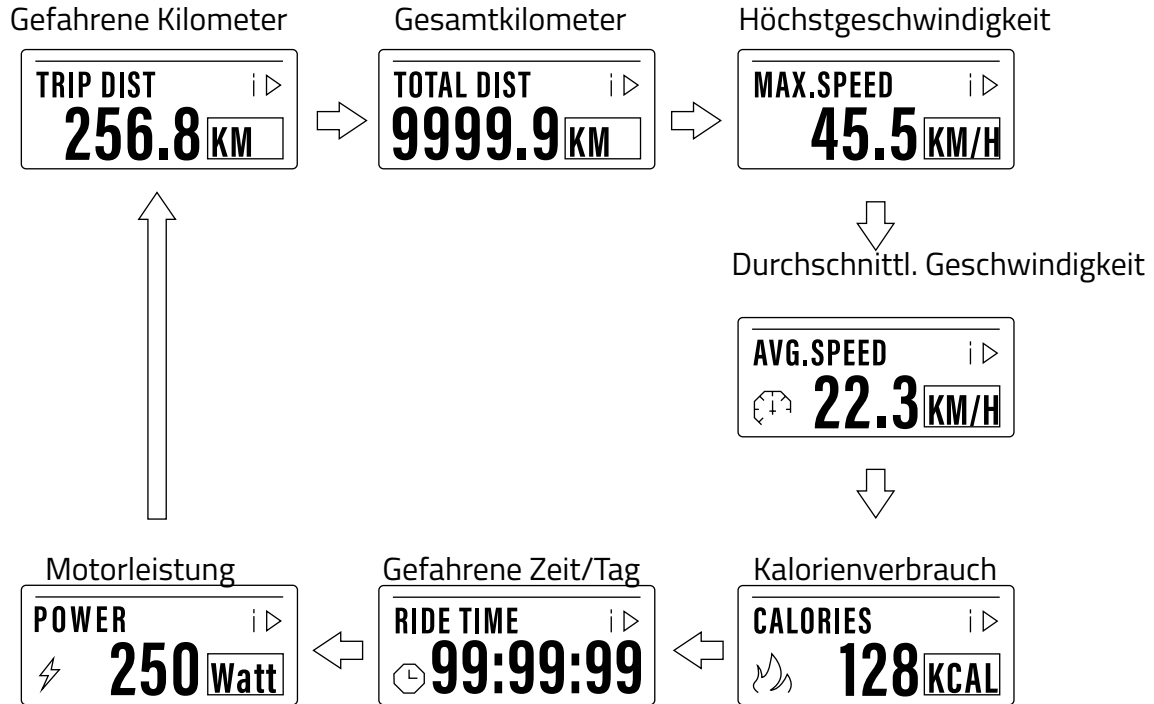 Gefahrene Kilometer
TRIP DIST i
256.8 KM
Gesamtkilometer
TOTAL DIST i
9999.9 KM
Höchstgeschwindigkeit
MAX.SPEED i
45.5 KM/H
Durchschnittl. Geschwindigkeit
AVG.SPEED i
22.3 KM/H
Kalorienverbrauch
CALORIES i
128 KCAL
Gefahrene Zeit/Tag
RIDE TIME i
99:99:99
Motorleistung
POWER i
250 Watt